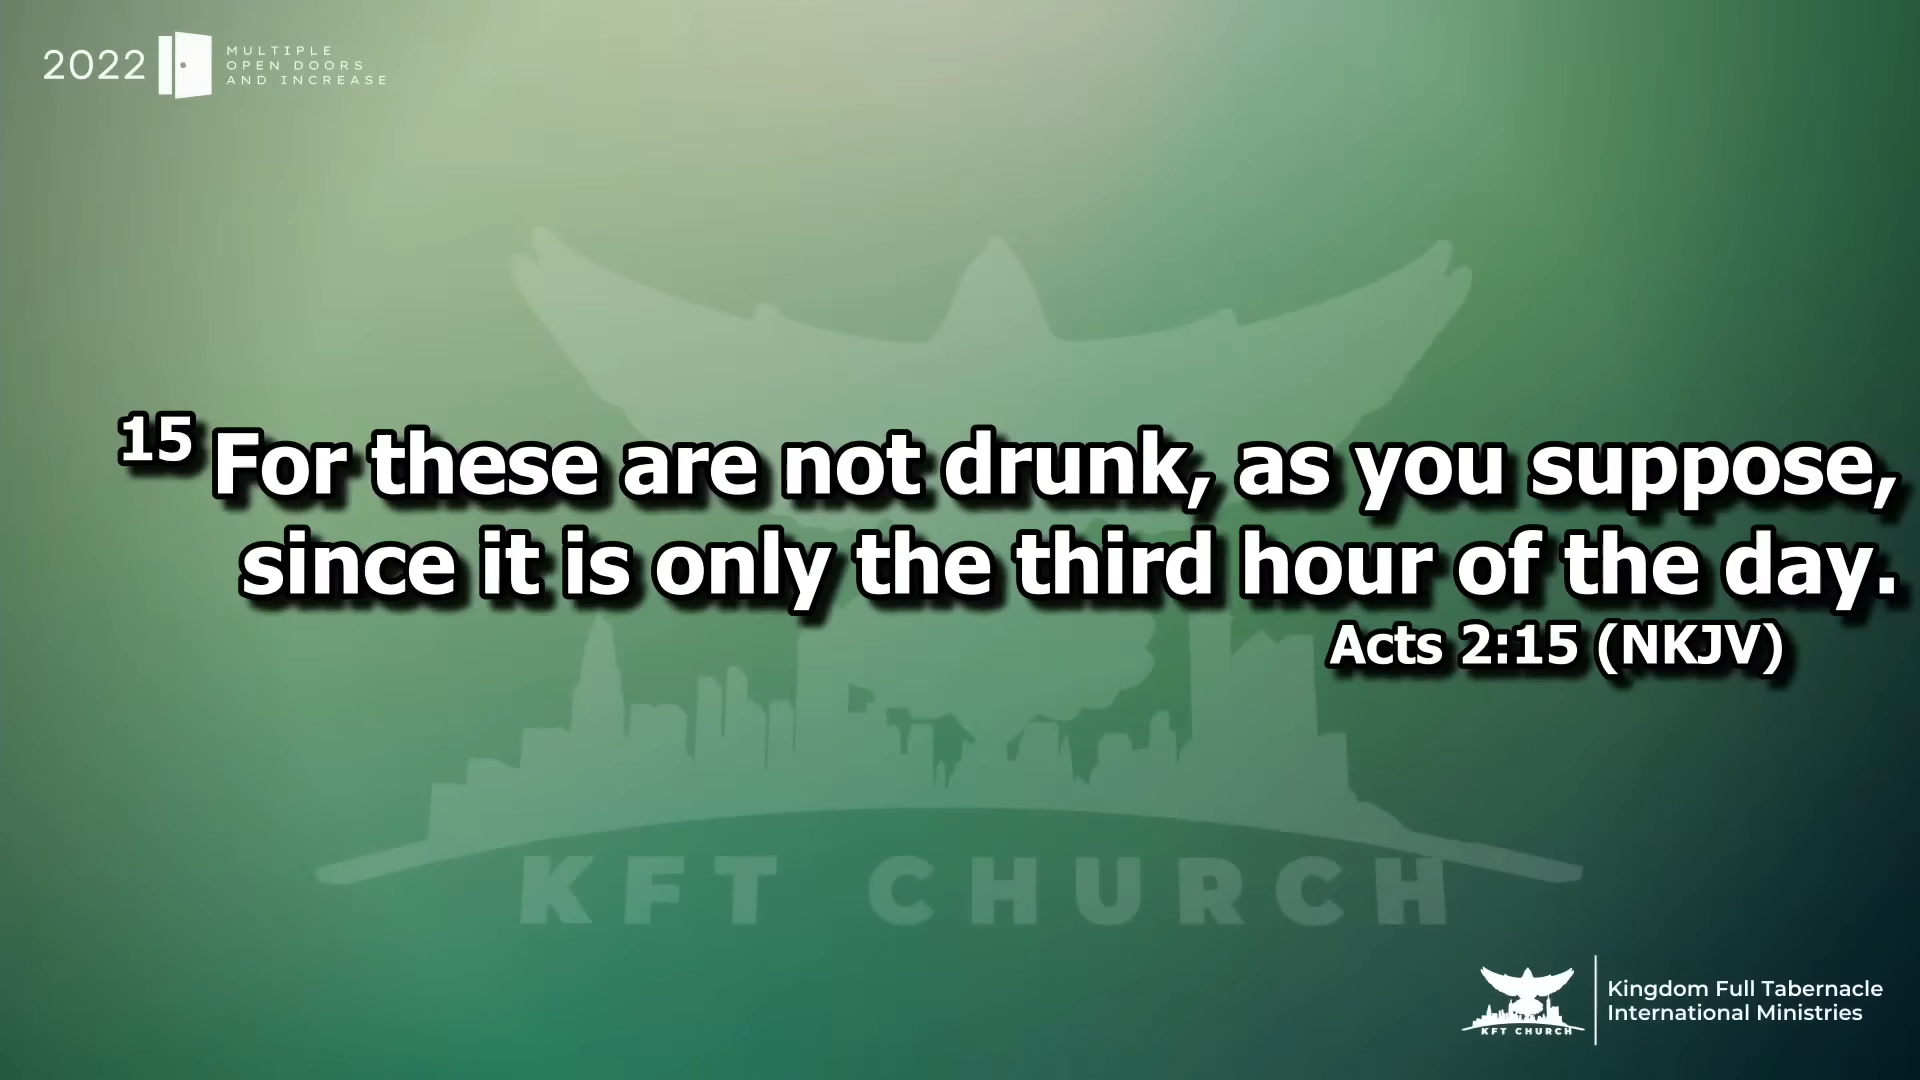 2022
MULTIPLE
OPEN DOORS
AND INCREASE
15 For these are not drunk, as you suppose,
since it is only the third hour of the day.
Acts 2:15 (NKJV)
KFT CHURCH
KFT CHURCH
Kingdom Full Tabernacle
International Ministries